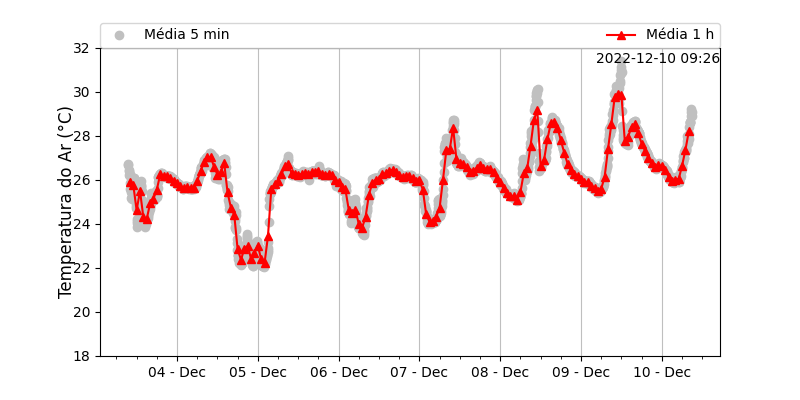 Média 5 min
Média 1 h
2022-12-10 09:26
Temperatura do Ar (°C)
32
30
28
26
24
22
20
18
04 - Dec
05 - Dec
06 - Dec
07 - Dec
08 - Dec
09 - Dec
10 - Dec